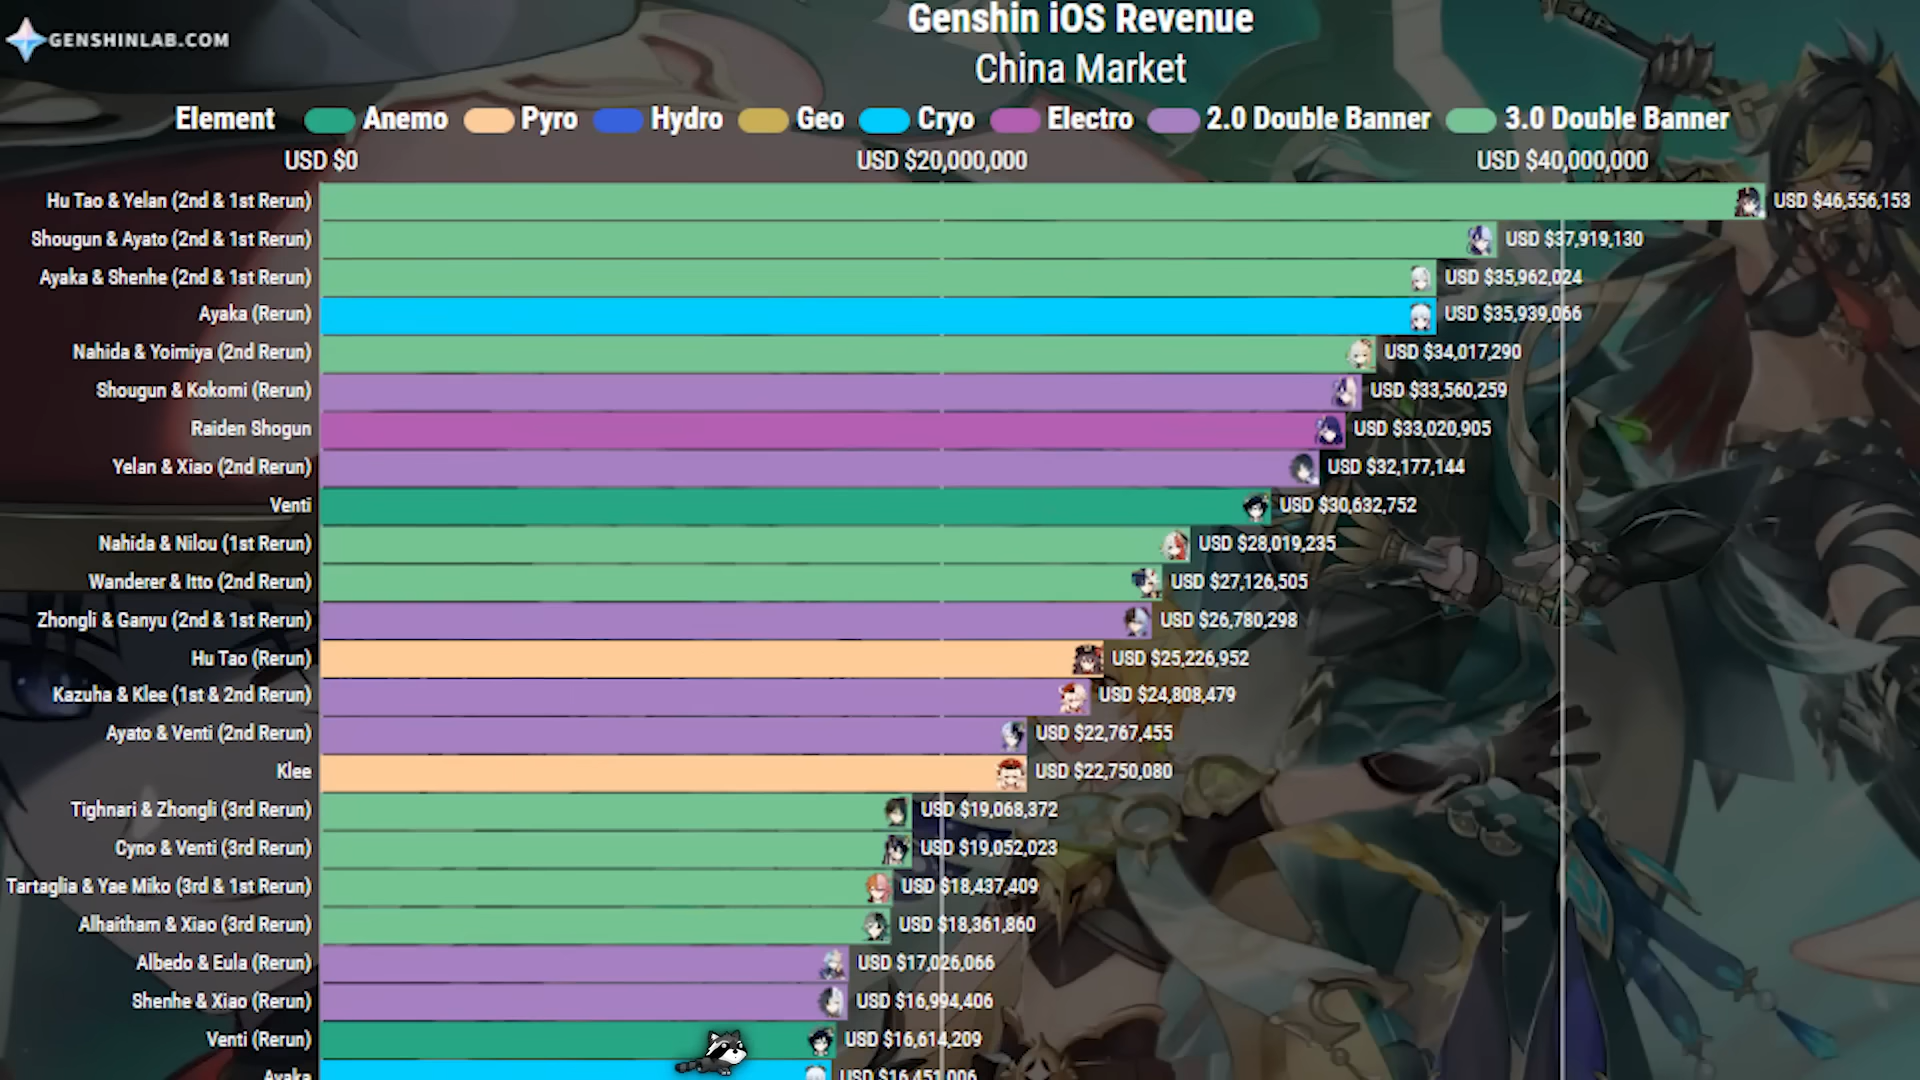 GENSHINLAB.COM
Genshin iOS Revenue
China Market
Element Anemo Pyro Hydro Geo Cryo Electro 2.0 Double Banner 3.0 Double Banner
USD $0 USD $20,000,000 USD $40,000,000
Hu Tao & Yelan (2nd & 1st Rerun) USD $46,556,153
Shougun & Ayato (2nd & 1st Rerun) USD $37,919,130
Ayaka & Shenhe (2nd & 1st Rerun) USD $35,962,024
Ayaka (Rerun) USD $35,939,066
Nahida & Yoimiya (2nd Rerun) USD $34,017,290
Shougun & Kokomi (Rerun) USD $33,560,259
Raiden Shogun USD $33,020,905
Yelan & Xiao (2nd Rerun) USD $32,177,144
Venti USD $30,632,752
Nahida & Nilou (1st Rerun) USD $28,019,235
Wanderer & Itto (2nd Rerun) USD $27,126,505
Zhongli & Ganyu (2nd & 1st Rerun) USD $26,780,298
Hu Tao (Rerun) USD $25,226,952
Kazuha & Klee (1st & 2nd Rerun) USD $24,808,479
Ayato & Venti (2nd Rerun) USD $22,767,455
Klee USD $22,750,080
Tighnari & Zhongli (3rd Rerun) USD $19,068,372
Cyno & Venti (3rd Rerun) USD $19,052,023
Tartaglia & Yae Miko (3rd & 1st Rerun) USD $18,437,409
Alhaitham & Xiao (3rd Rerun) USD $18,361,860
Albedo & Eula (Rerun) USD $17,026,066
Shenhe & Xiao (Rerun) USD $16,994,406
Venti (Rerun) USD $16,614,209
Ayaka USD $16,451,006